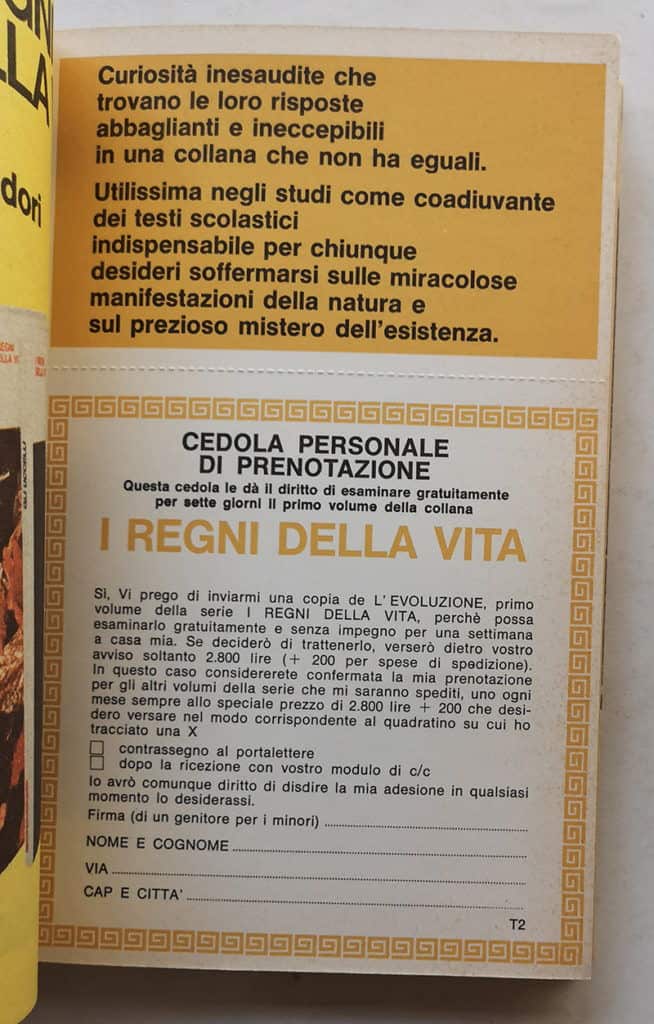 dori
Curiosità inesaudite che
trovano le loro risposte
abbaglianti e ineccepibili
in una collana che non ha eguali.
Utilissima negli studi come coadiuvante
dei testi scolastici
indispensabile per chiunque
desideri soffermarsi sulle miracolose
manifestazioni della natura e
sul prezioso mistero dell'esistenza.
CEDOLA PERSONALE
DI PRENOTAZIONE
Questa cedola le dà il diritto di esaminare gratuitamente
per sette giorni il primo volume della collana
I REGNI DELLA VITA
Sì, Vi prego di inviarmi una copia de L'EVOLUZIONE, primo
volume della serie I REGNI DELLA VITA, perchè possa
esaminarlo gratuitamente e senza impegno per una settimana
a casa mia. Se deciderò di trattenerlo, verserò dietro vostro
avviso soltanto 2.800 lire (+ 200 per spese di spedizione).
In questo caso considererete confermata la mia prenotazione
per gli altri volumi della serie che mi saranno spediti, uno ogni
mese sempre allo speciale prezzo di 2.800 lire + 200 che desi-
dero versare nel modo corrispondente al quadratino su cui ho
tracciato una X
contrassegno al portalettere
dopo la ricezione con vostro modulo di c/c
Io avrò comunque diritto di disdire la mia adesione in qualsiasi
momento lo desiderassi.
Firma (di un genitore per i minori)
NOME E COGNOME
VIA
CAP E CITTA'
T2